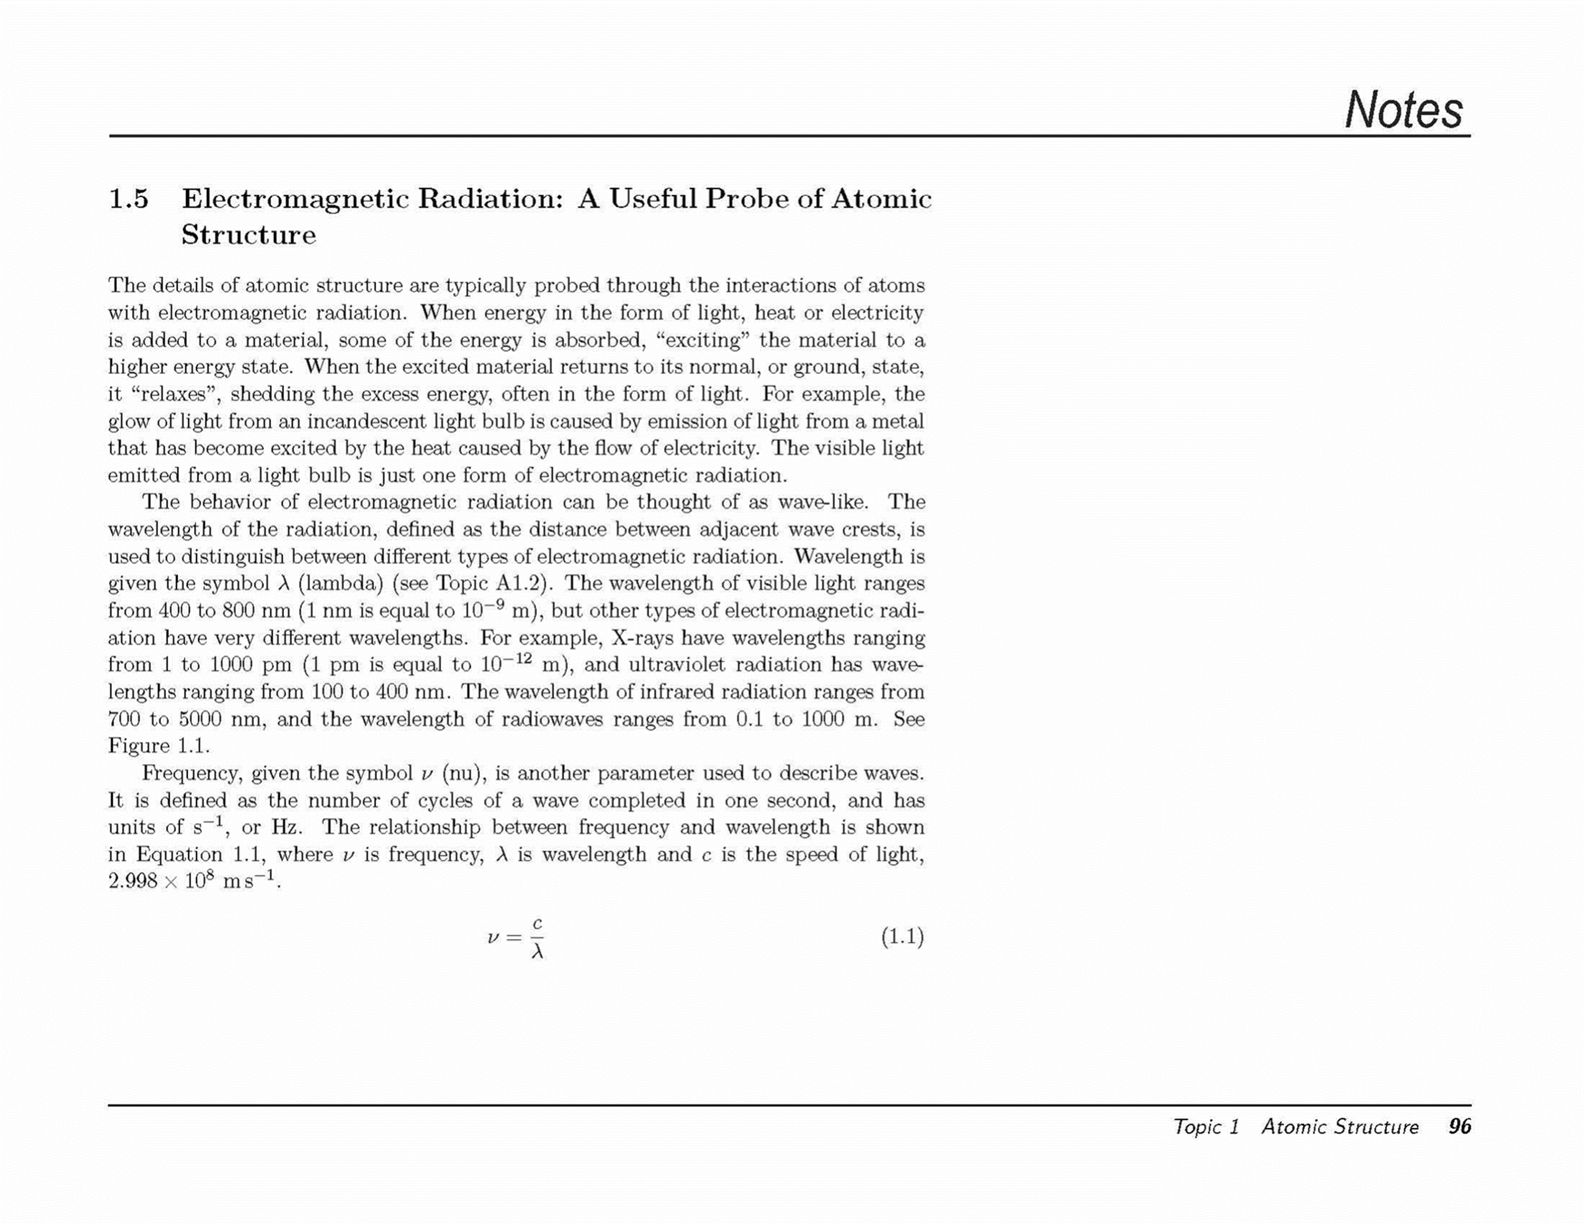 Notes
1.5 Electromagnetic Radiation: A Useful Probe of Atomic
Structure
The details of atomic structure are typically probed through the interactions of atoms
with electromagnetic radiation. When energy in the form of light, heat or electricity
is added to a material, some of the energy is absorbed, “exciting” the material to a
higher energy state. When the excited material returns to its normal, or ground, state,
it “relaxes”, shedding the excess energy, often in the form of light. For example, the
glow of light from an incandescent light bulb is caused by emission of light from a metal
that has become excited by the heat caused by the flow of electricity. The visible light
emitted from a light bulb is just one form of electromagnetic radiation.
The behavior of electromagnetic radiation can be thought of as wave-like. The
wavelength of the radiation, defined as the distance between adjacent wave crests, is
used to distinguish between different types of electromagnetic radiation. Wavelength is
given the symbol λ (lambda) (see Topic A1.2). The wavelength of visible light ranges
from 400 to 800 nm (1 nm is equal to 10⁻⁹ m), but other types of electromagnetic radi-
ation have very different wavelengths. For example, X-rays have wavelengths ranging
from 1 to 1000 pm (1 pm is equal to 10⁻¹² m), and ultraviolet radiation has wave-
lengths ranging from 100 to 400 nm. The wavelength of infrared radiation ranges from
700 to 5000 nm, and the wavelength of radiowaves ranges from 0.1 to 1000 m. See
Figure 1.1.
Frequency, given the symbol ν (nu), is another parameter used to describe waves.
It is defined as the number of cycles of a wave completed in one second, and has
units of s⁻¹, or Hz. The relationship between frequency and wavelength is shown
in Equation 1.1, where ν is frequency, λ is wavelength and c is the speed of light,
2.998 × 10⁸ m s⁻¹.
ν = c/λ (1.1)
Topic 1 Atomic Structure 96